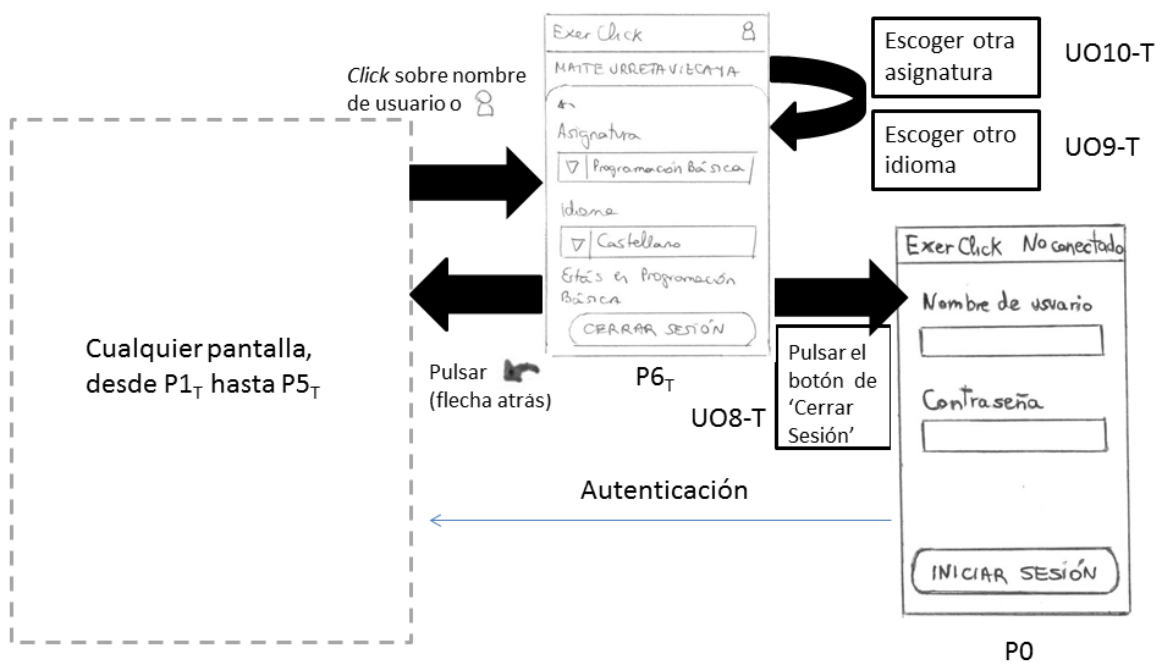 Click sobre nombre
de usuario o
Exer Click
MAITE URRETAVIZCAYA
Asignatura
Programación Básica
Idioma
Castellano
Estás en Programación
Básica
CERRAR SESIÓN
P6T
Escoger otra
asignatura
UO10-T
Escoger otro
idioma
UO9-T
Cualquier pantalla,
desde P1T hasta P5T
Pulsar
(flecha atrás)
UO8-T
Pulsar el
botón de
‘Cerrar
Sesión’
Autenticación
Exer Click No conectado
Nombre de usuario
Contraseña
INICIAR SESIÓN
P0